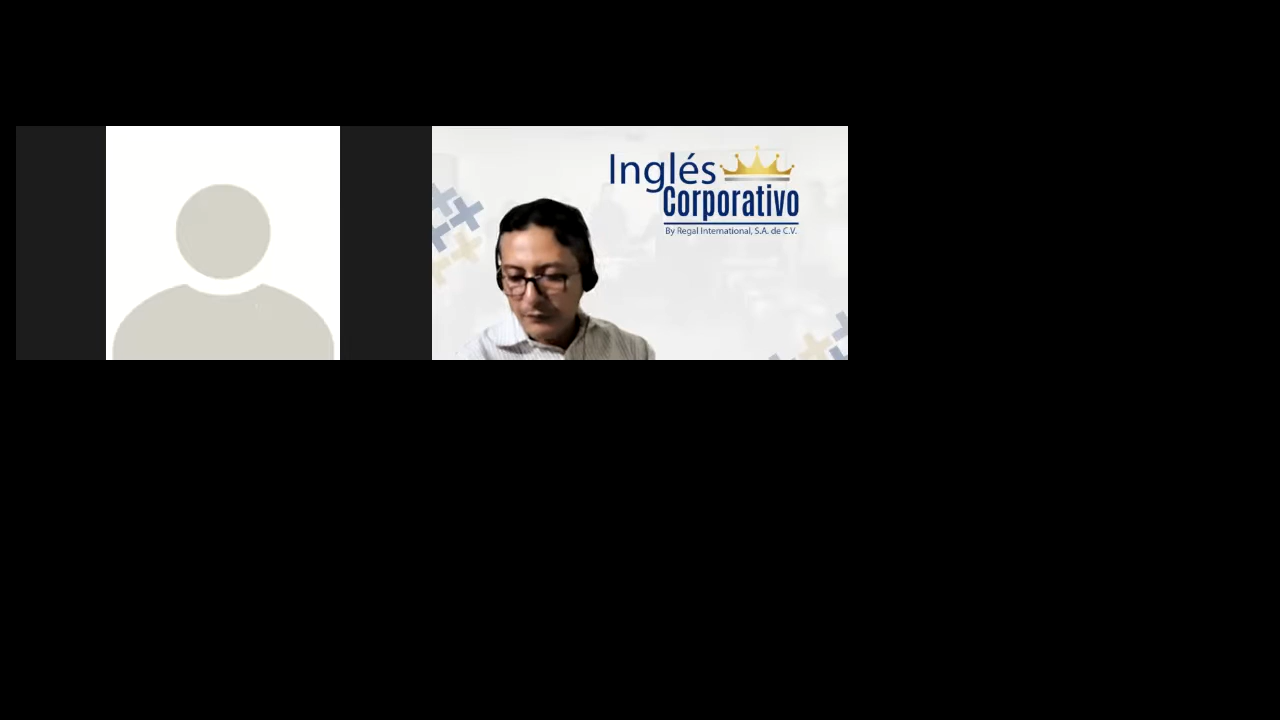 Inglés
Corporativo
By Regal International, S.A. de C.V.